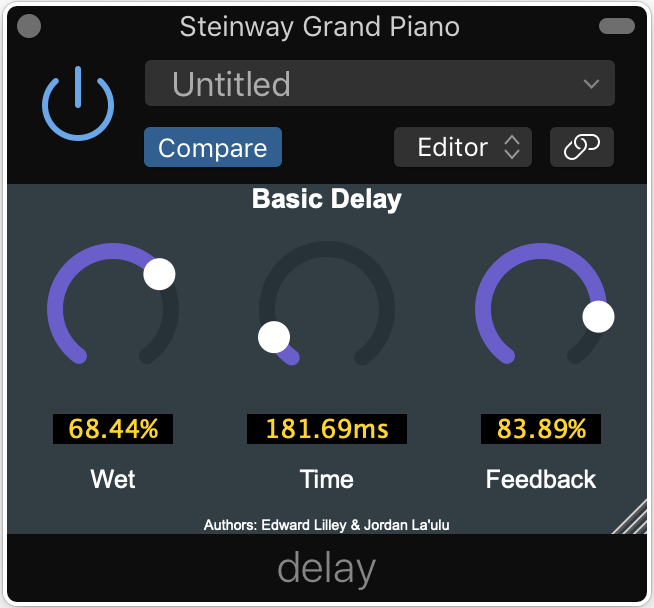 Steinway Grand Piano
Untitled
Compare
Editor
Basic Delay
68.44%
181.69ms
83.89%
Wet
Time
Feedback
Authors: Edward Lilley & Jordan La'ulu
delay